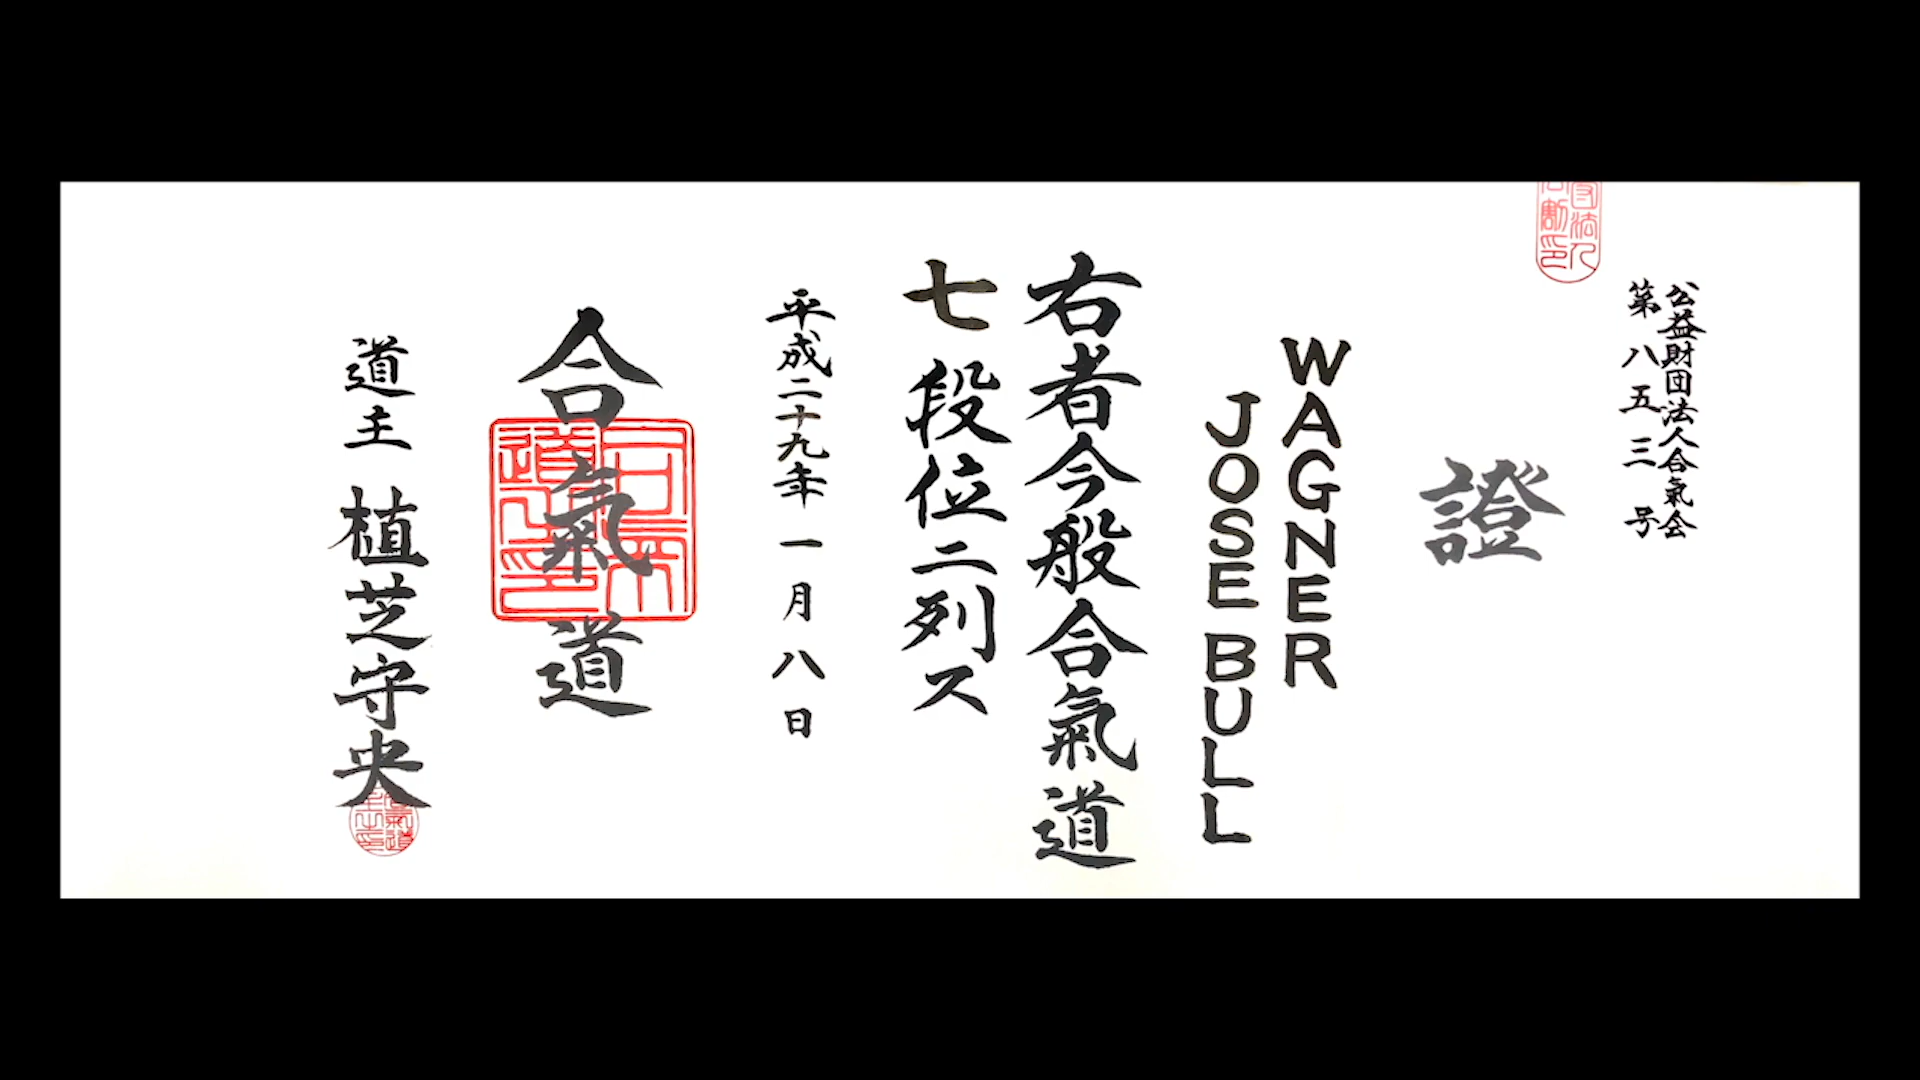 公益財団法人合氣会
第八五三号
證
WAGNER
JOSE BULL
右者今般合氣道
七段位ニ列ス
平成二十九年一月八日
合氣道
道主 植芝守央